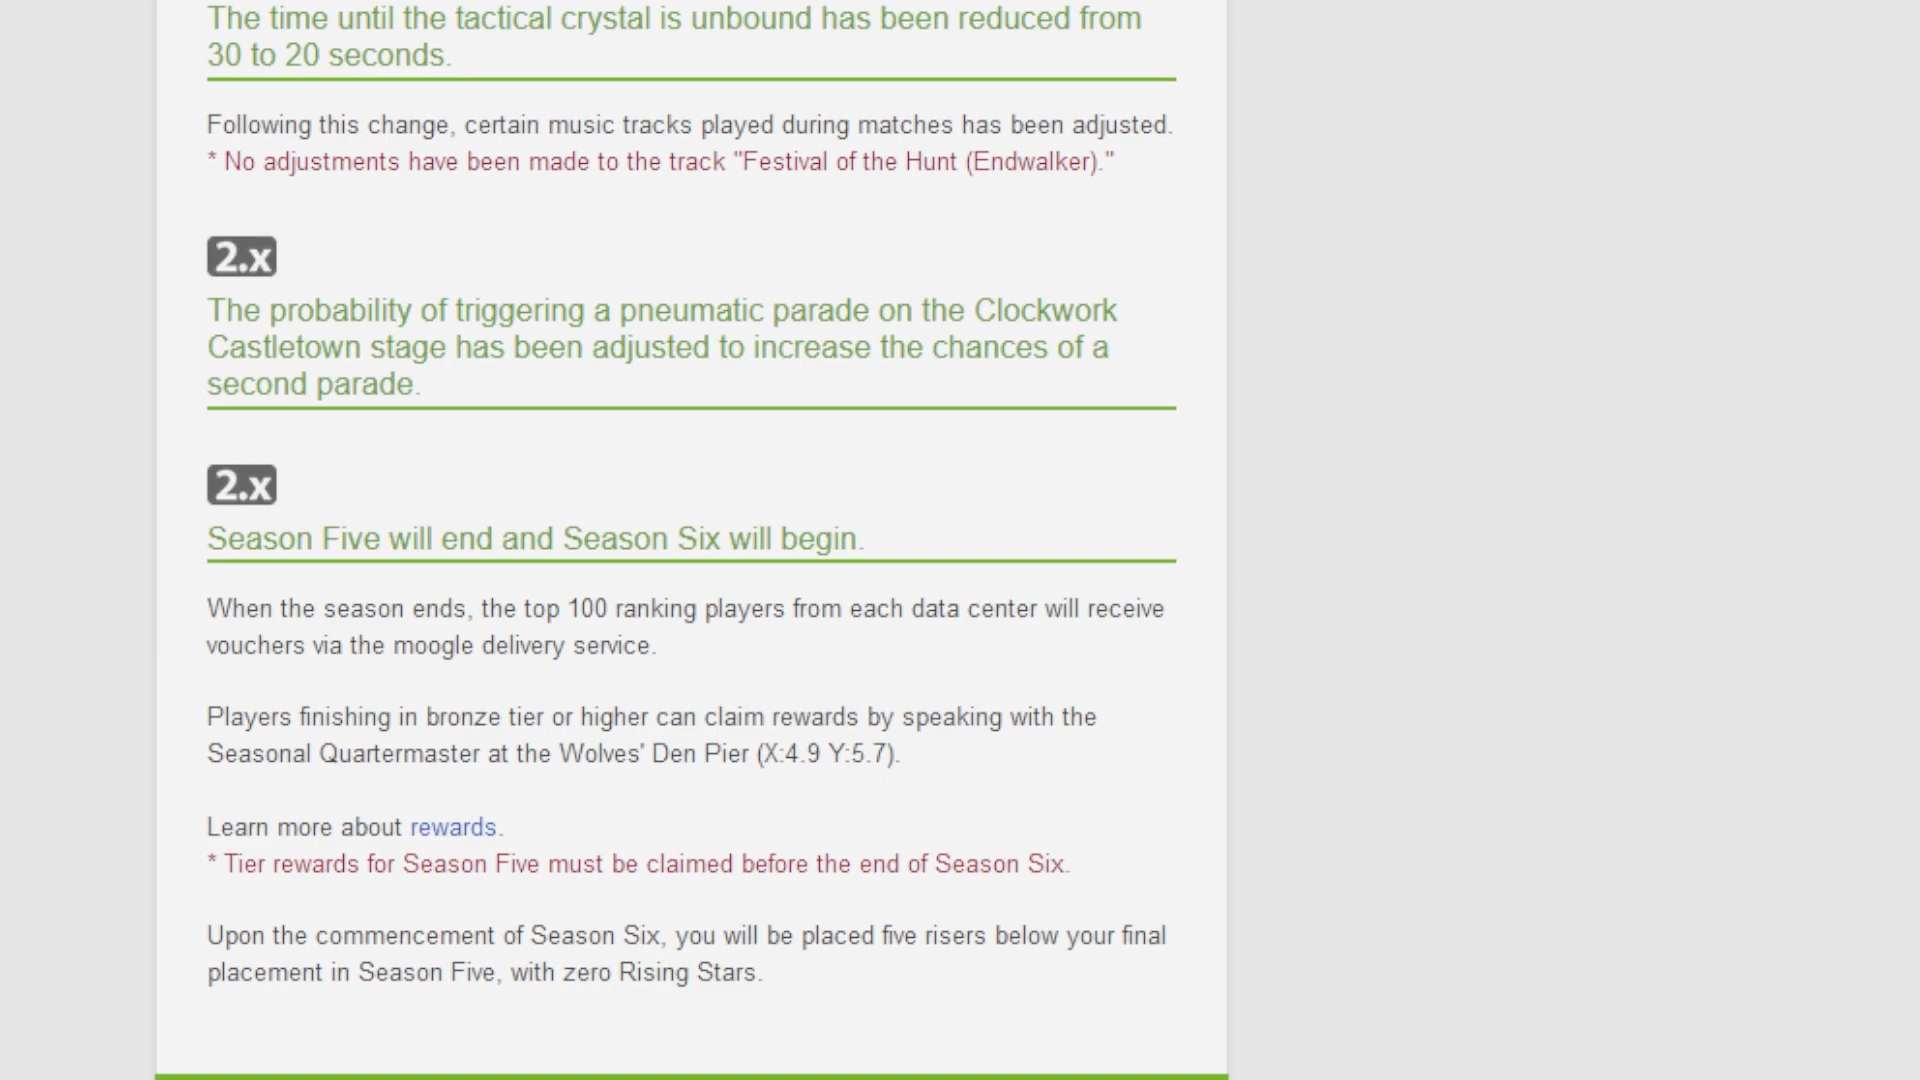 The time until the tactical crystal is unbound has been reduced from
30 to 20 seconds.
Following this change, certain music tracks played during matches has been adjusted.
* No adjustments have been made to the track "Festival of the Hunt (Endwalker)."
2.x
The probability of triggering a pneumatic parade on the Clockwork
Castletown stage has been adjusted to increase the chances of a
second parade.
2.x
Season Five will end and Season Six will begin.
When the season ends, the top 100 ranking players from each data center will receive
vouchers via the moogle delivery service.
Players finishing in bronze tier or higher can claim rewards by speaking with the
Seasonal Quartermaster at the Wolves' Den Pier (X:4.9 Y:5.7).
Learn more about rewards.
* Tier rewards for Season Five must be claimed before the end of Season Six.
Upon the commencement of Season Six, you will be placed five risers below your final
placement in Season Five, with zero Rising Stars.